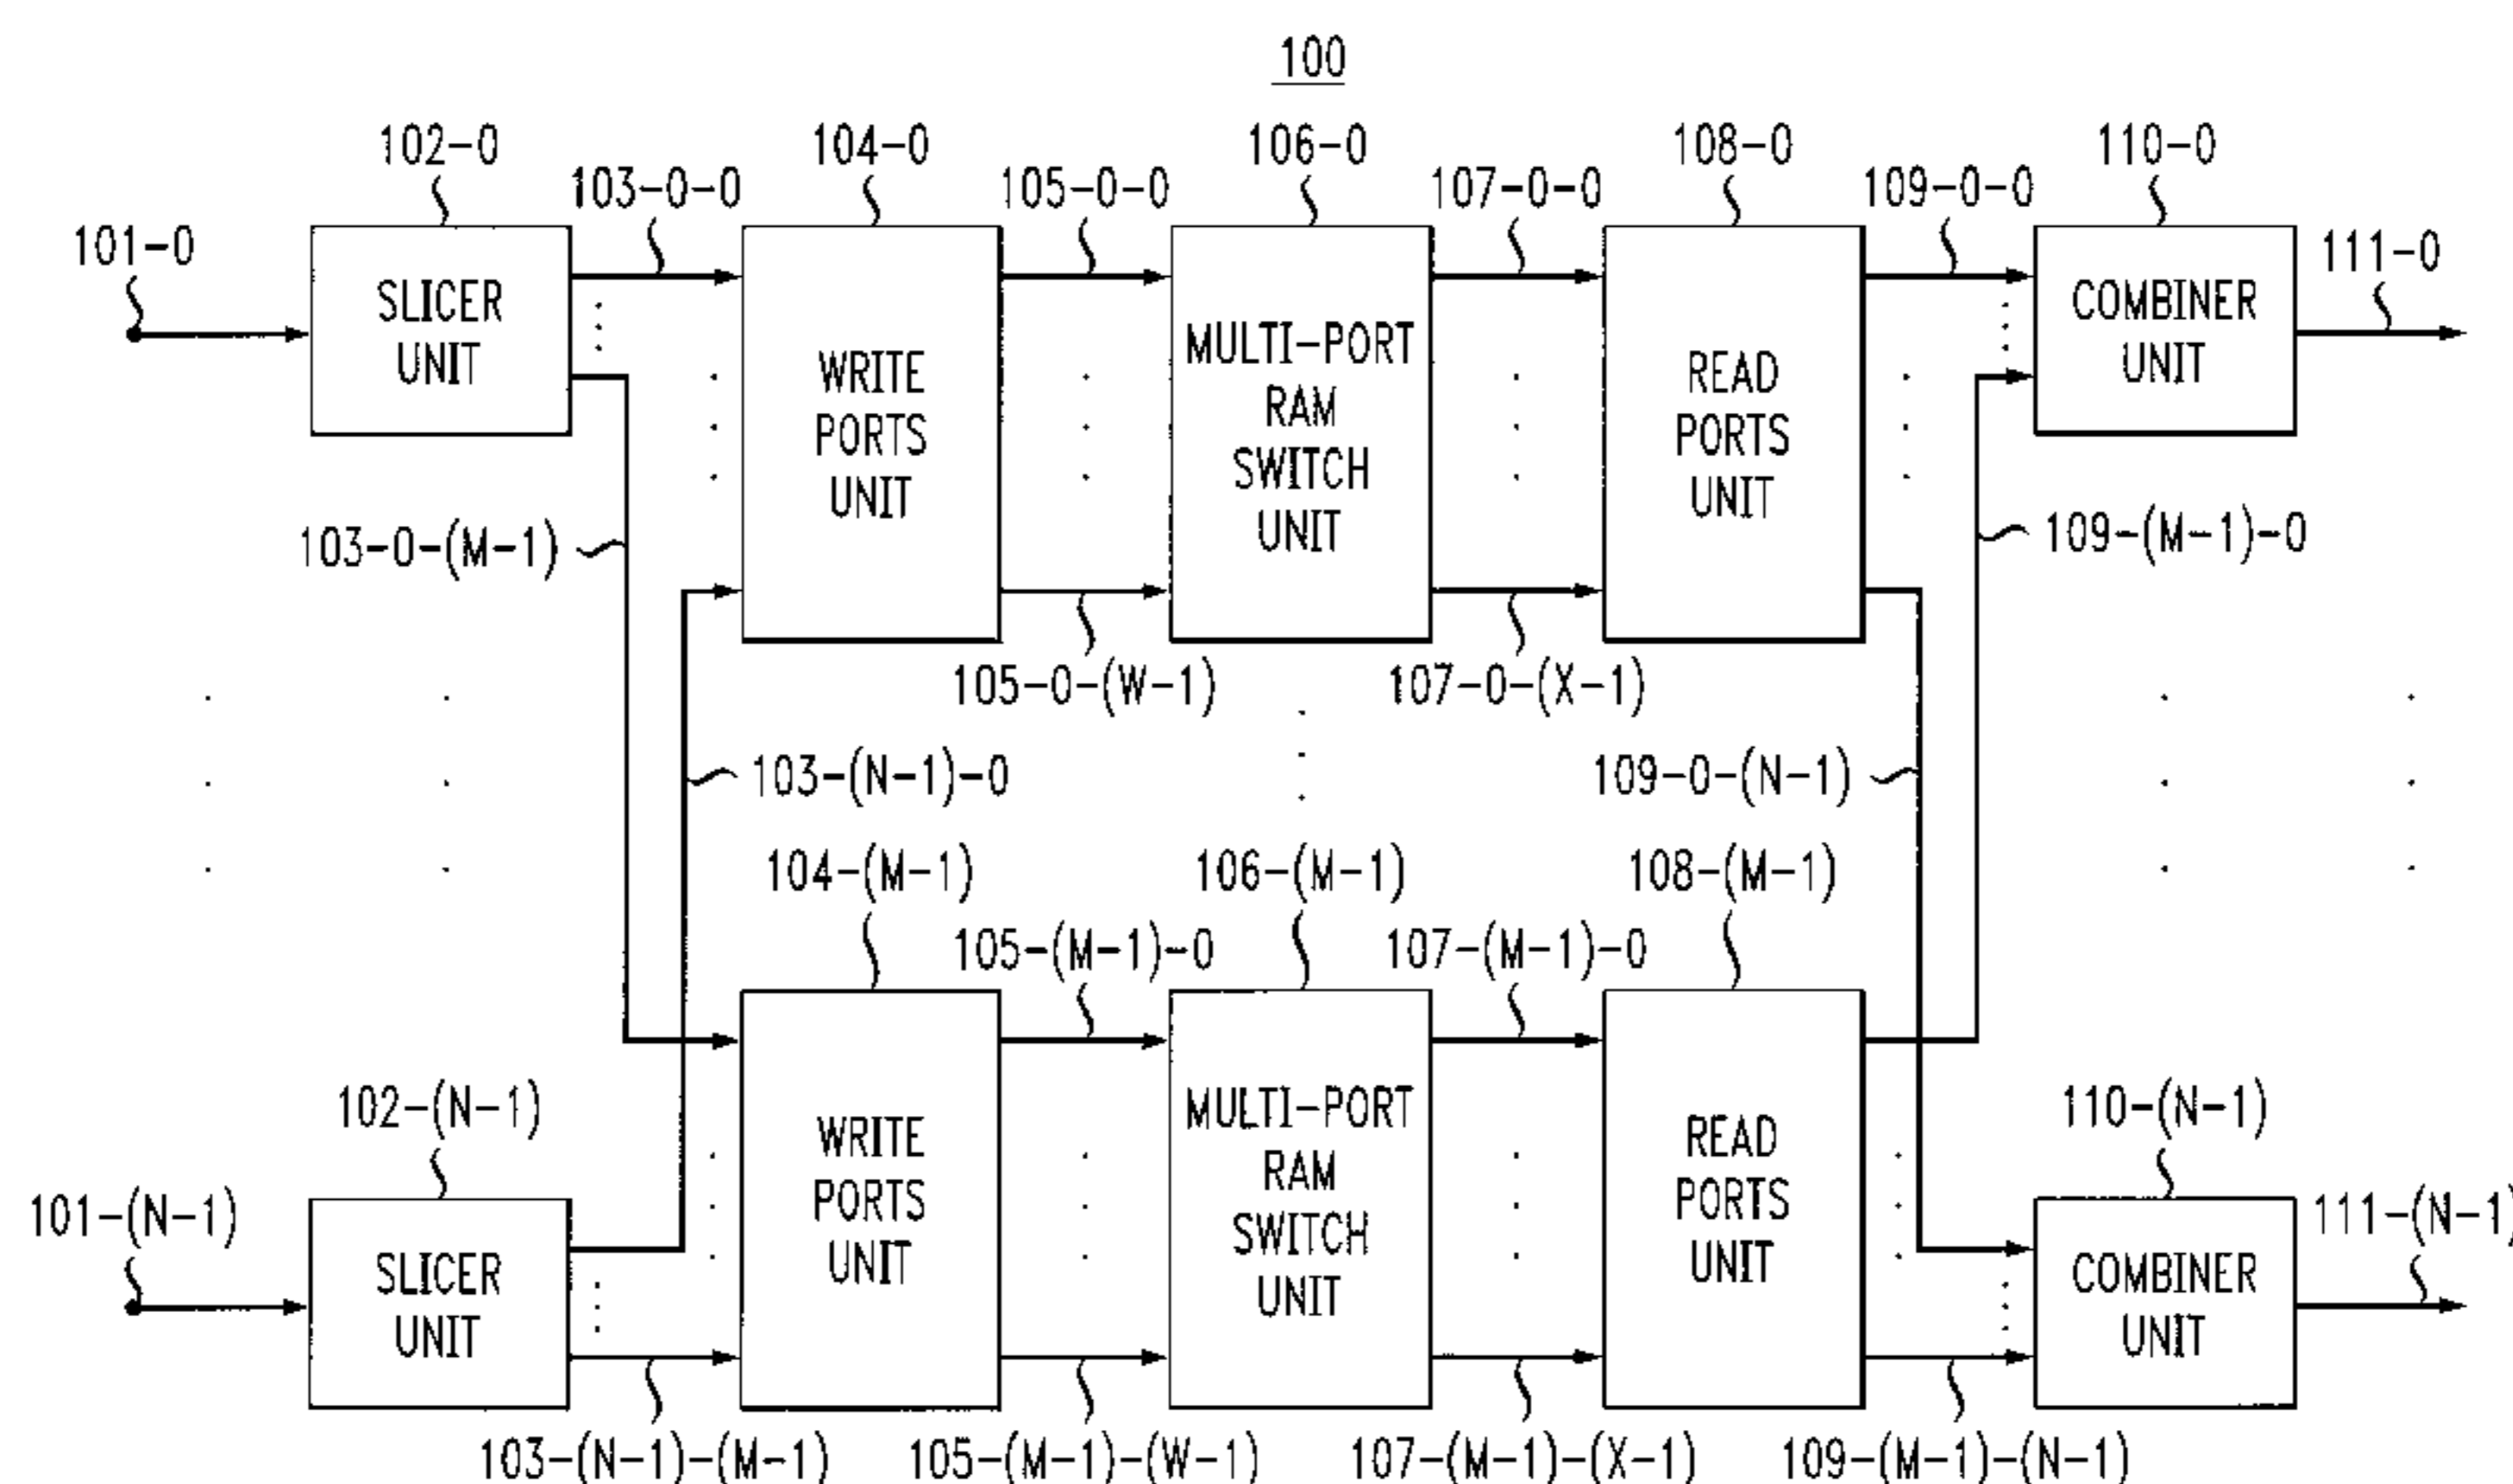 100
102-0
104-0
106-0
108-0
110-0
103-0-0
105-0-0
107-0-0
109-0-0
101-0
111-0
SLICER
UNIT
WRITE
PORTS
UNIT
MULTI-PORT
RAM
SWITCH
UNIT
READ
PORTS
UNIT
COMBINER
UNIT
103-0-(M-1)
109-(M-1)-0
105-0-(W-1)
107-0-(X-1)
103-(N-1)-0
109-0-(N-1)
104-(M-1)
106-(M-1)
108-(M-1)
105-(M-1)-0
107-(M-1)-0
102-(N-1)
110-(N-1)
101-(N-1)
111-(N-1)
SLICER
UNIT
WRITE
PORTS
UNIT
MULTI-PORT
RAM
SWITCH
UNIT
READ
PORTS
UNIT
COMBINER
UNIT
103-(N-1)-(M-1)
105-(M-1)-(W-1)
107-(M-1)-(X-1)
109-(M-1)-(N-1)